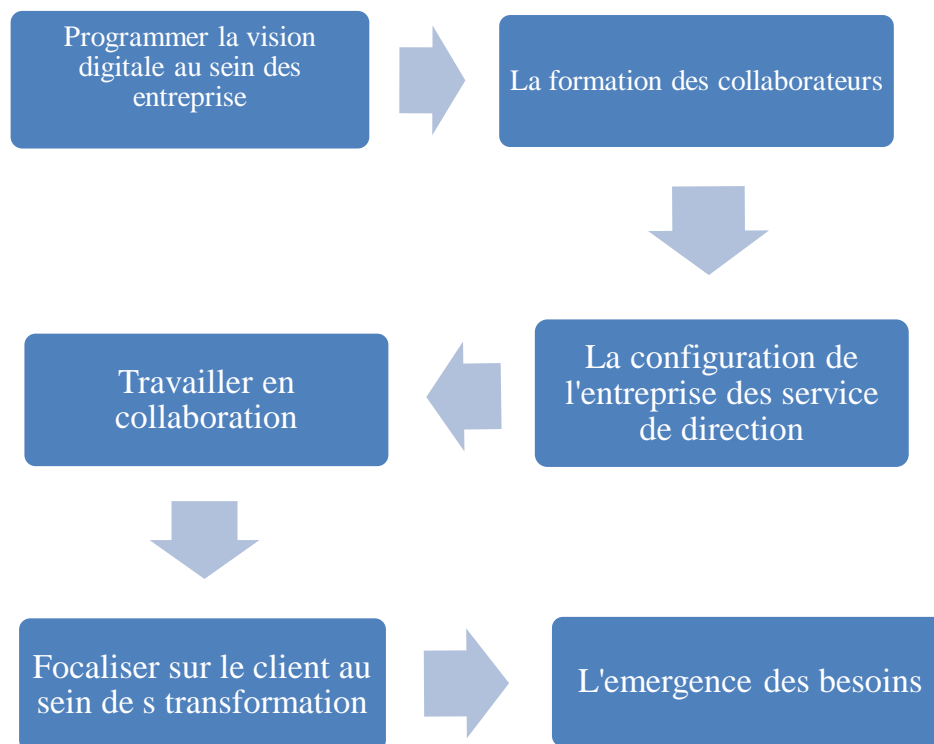 Programmer la vision
digitale au sein des
entreprise
La formation des collaborateurs
La configuration de
l'entreprise des service
de direction
Travailler en
collaboration
Focaliser sur le client au
sein de s transformation
L'emergence des besoins